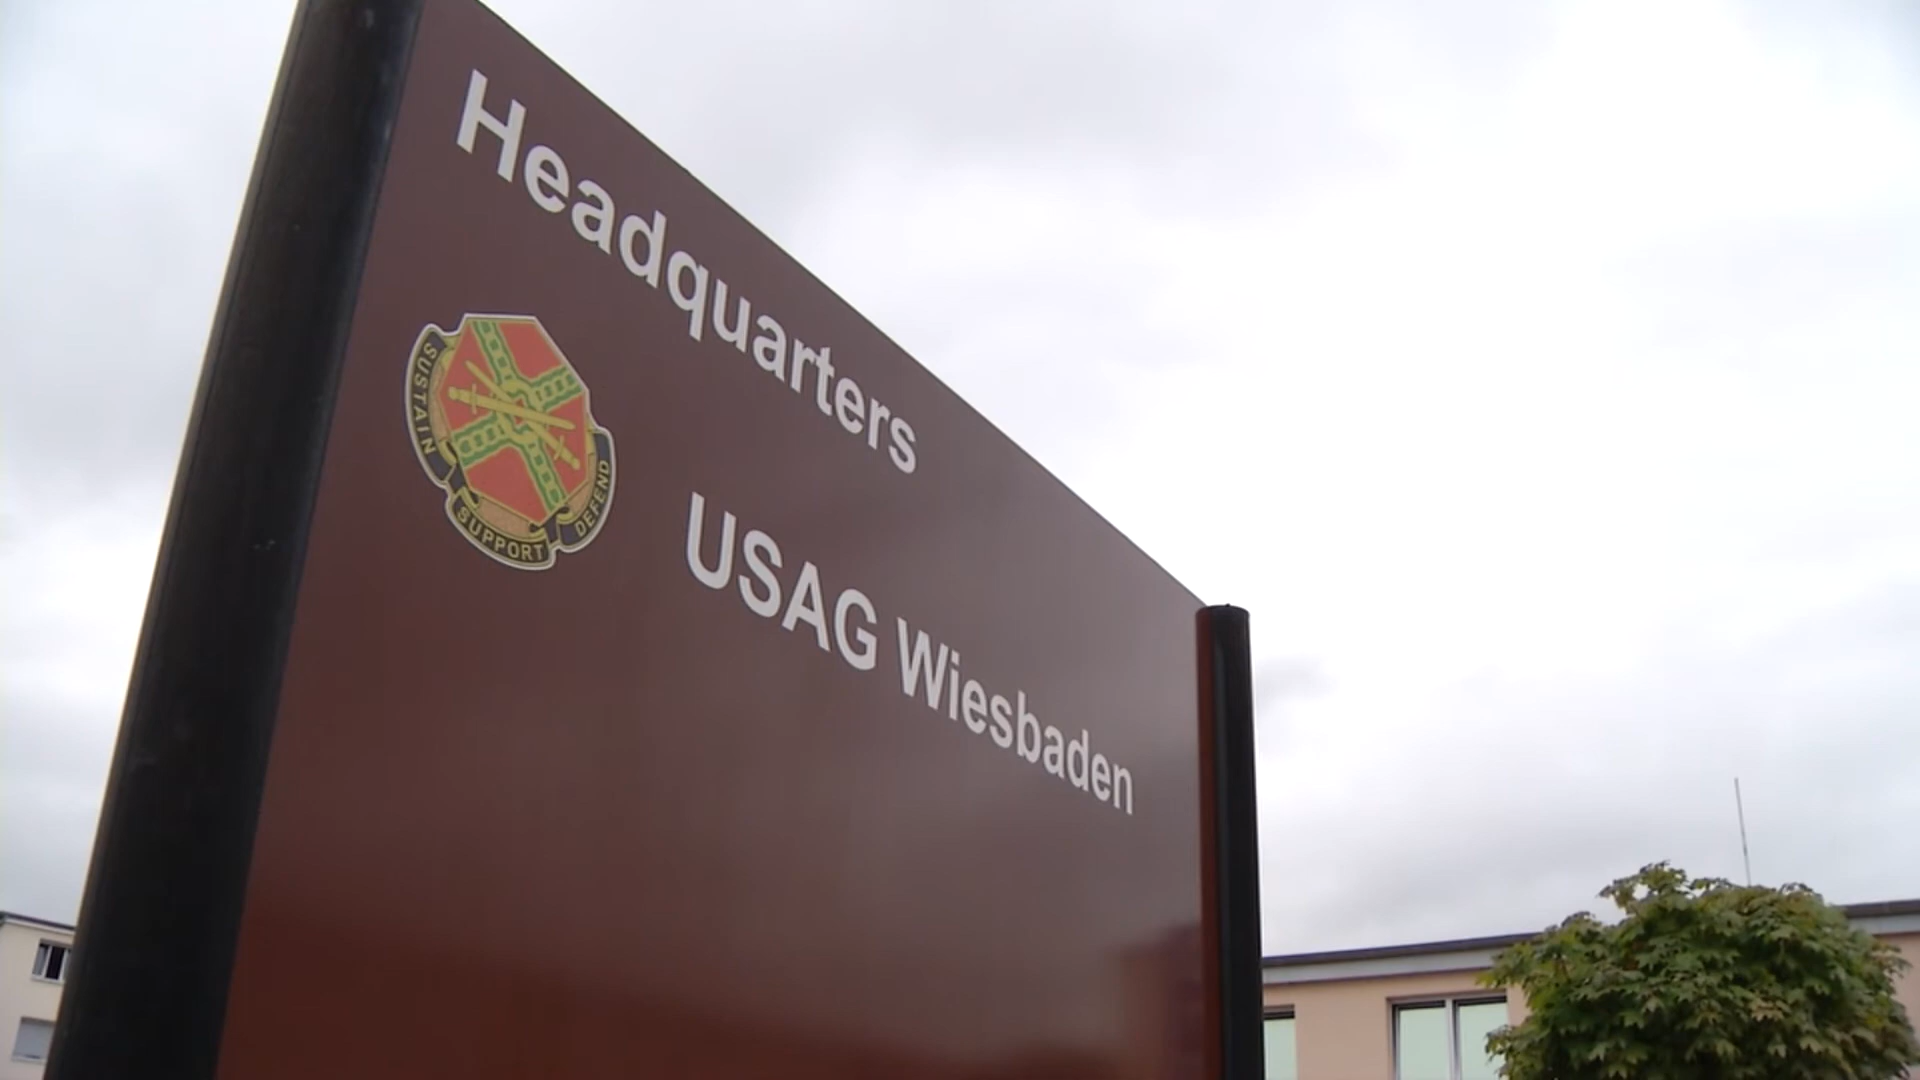 Headquarters
SUSTAIN
SUPPORT
DEFEND
USAG Wiesbaden